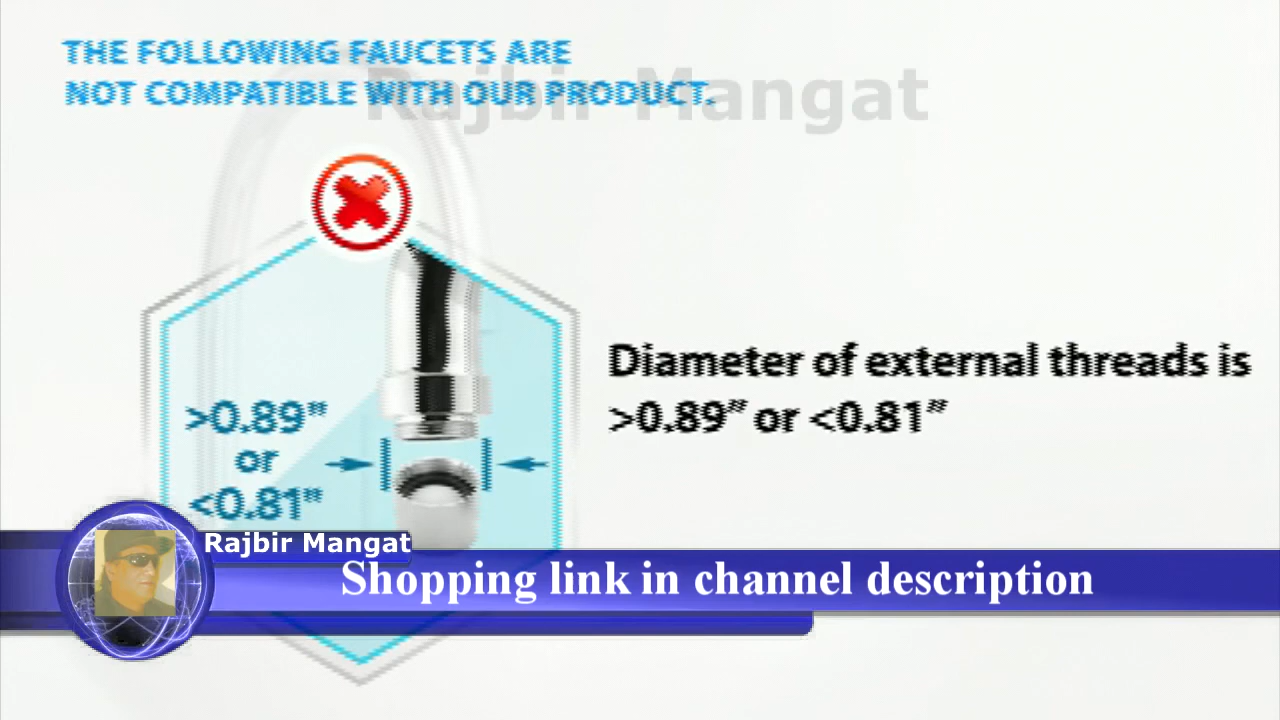 THE FOLLOWING FAUCETS ARE
NOT COMPATIBLE WITH OUR PRODUCT.
Rajbir Mangat
Diameter of external threads is
>0.89” or <0.81”
>0.89”
or
<0.81”
Rajbir Mangat
Shopping link in channel description